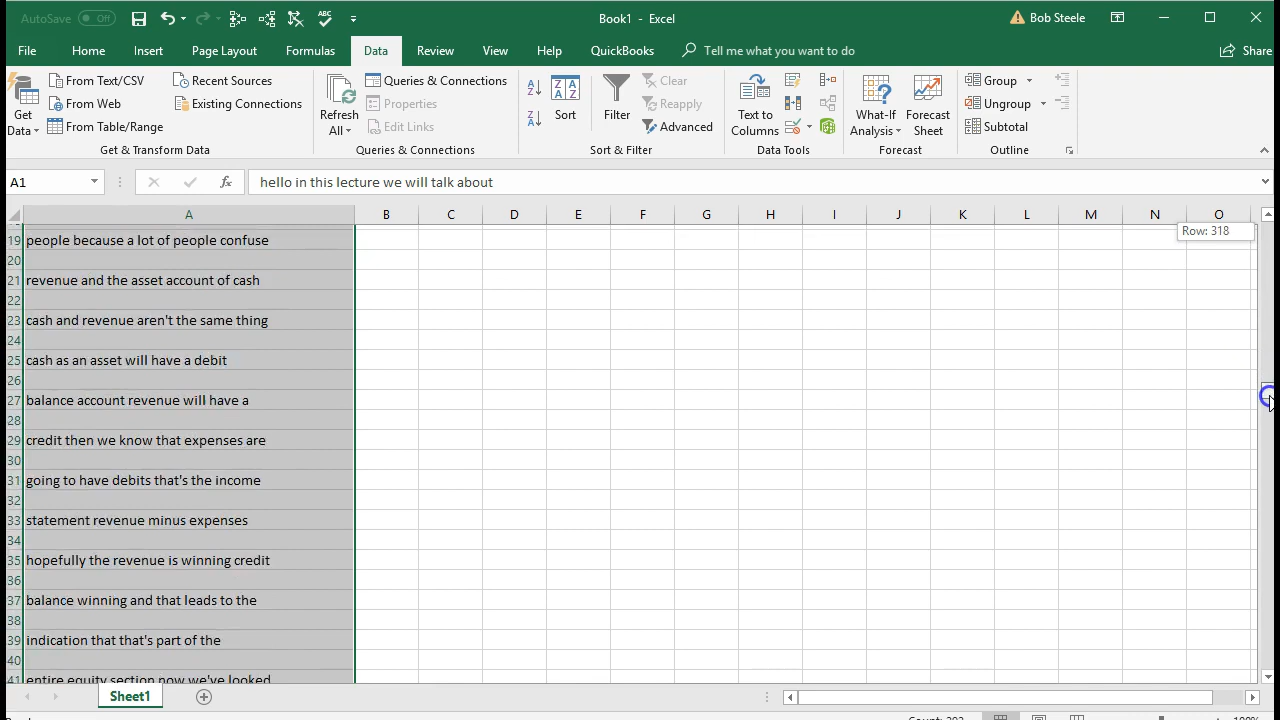 AutoSave Off Book1 - Excel Bob Steele
File Home Insert Page Layout Formulas Data Review View Help QuickBooks Tell me what you want to do Share
Get Data
From Text/CSV
From Web
From Table/Range
Recent Sources
Existing Connections
Get & Transform Data
Refresh All
Queries & Connections
Properties
Edit Links
Queries & Connections
Sort
Filter
Clear
Reapply
Advanced
Sort & Filter
Text to Columns
Data Tools
What-If Analysis
Forecast Sheet
Forecast
Group
Ungroup
Subtotal
Outline
A1 fx hello in this lecture we will talk about
A B C D E F G H I J K L M N O
Row: 318
19 people because a lot of people confuse
20
21 revenue and the asset account of cash
22
23 cash and revenue aren't the same thing
24
25 cash as an asset will have a debit
26
27 balance account revenue will have a
28
29 credit then we know that expenses are
30
31 going to have debits that's the income
32
33 statement revenue minus expenses
34
35 hopefully the revenue is winning credit
36
37 balance winning and that leads to the
38
39 indication that that's part of the
40
41 entire equity section now we've looked
Sheet1